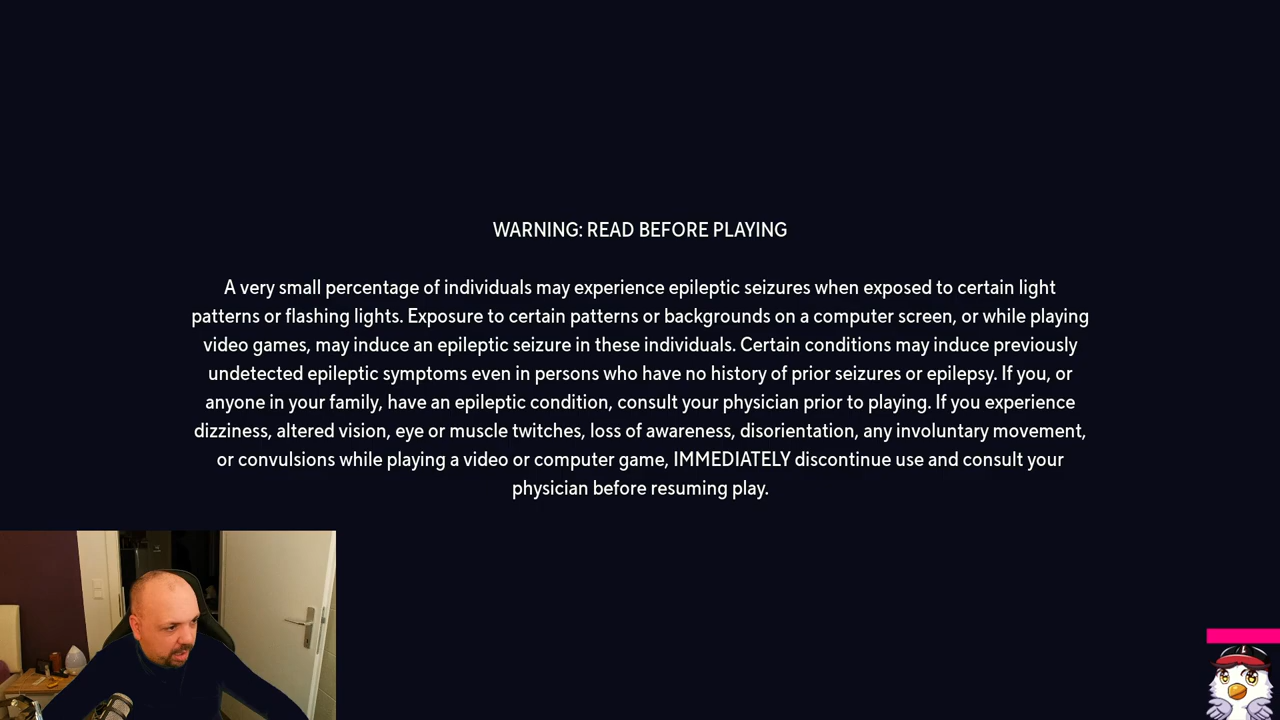 WARNING: READ BEFORE PLAYING
A very small percentage of individuals may experience epileptic seizures when exposed to certain light
patterns or flashing lights. Exposure to certain patterns or backgrounds on a computer screen, or while playing
video games, may induce an epileptic seizure in these individuals. Certain conditions may induce previously
undetected epileptic symptoms even in persons who have no history of prior seizures or epilepsy. If you, or
anyone in your family, have an epileptic condition, consult your physician prior to playing. If you experience
dizziness, altered vision, eye or muscle twitches, loss of awareness, disorientation, any involuntary movement,
or convulsions while playing a video or computer game, IMMEDIATELY discontinue use and consult your
physician before resuming play.